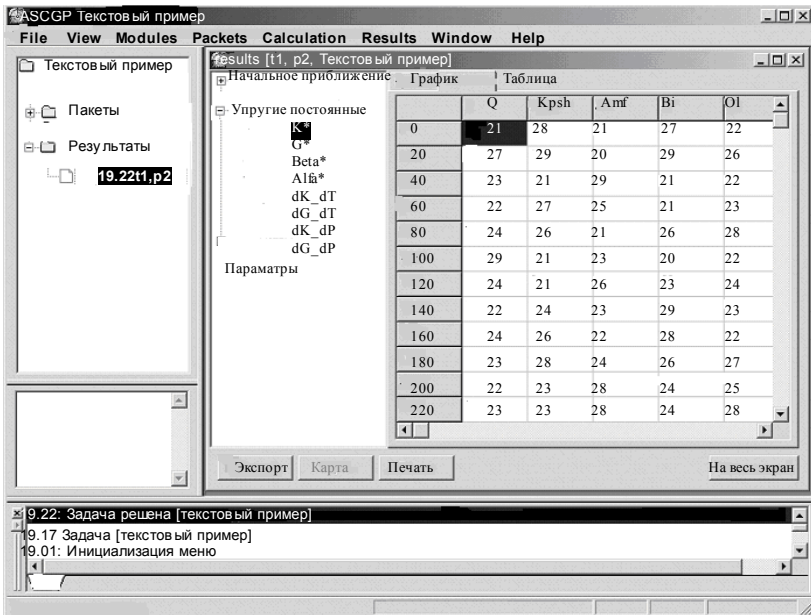 ASCGP Текстовый пример
File View Modules Packets Calculation Results Window Help
Текстовый пример
Пакеты
Результаты
19.22t1,p2
results [t1, p2, Текстовый пример]
Начальное приближение
Упругие постоянные
K*
G*
Beta*
Alfa*
dK_dT
dG_dT
dK_dP
dG_dP
Параметры
График Таблица
Q Kpsh Amf Bi Ol
0 21 28 21 27 22
20 27 29 20 29 26
40 23 21 29 21 22
60 22 27 25 21 23
80 24 26 21 26 28
100 29 21 23 20 22
120 24 21 26 23 24
140 22 24 23 29 23
160 24 26 22 28 22
180 23 28 24 26 27
200 22 23 28 24 25
220 23 23 28 24 28
Экспорт Карта Печать На весь экран
19.22: Задача решена [текстовый пример]
19.17 Задача [текстовый пример]
19.01: Инициализация меню